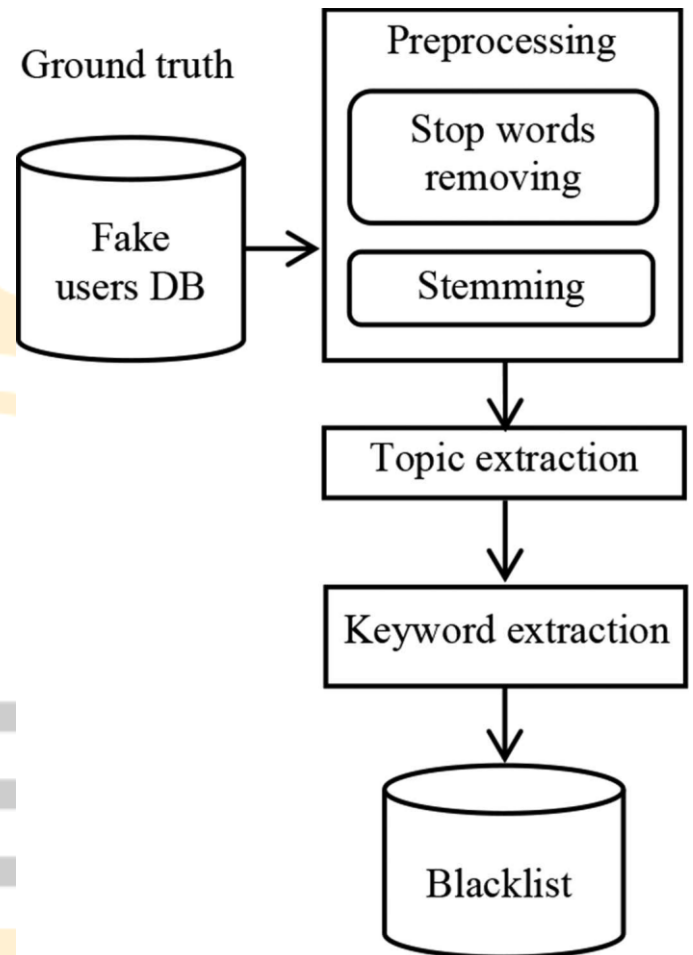 Ground truth
Fake
users DB
Preprocessing
Stop words
removing
Stemming
Topic extraction
Keyword extraction
Blacklist